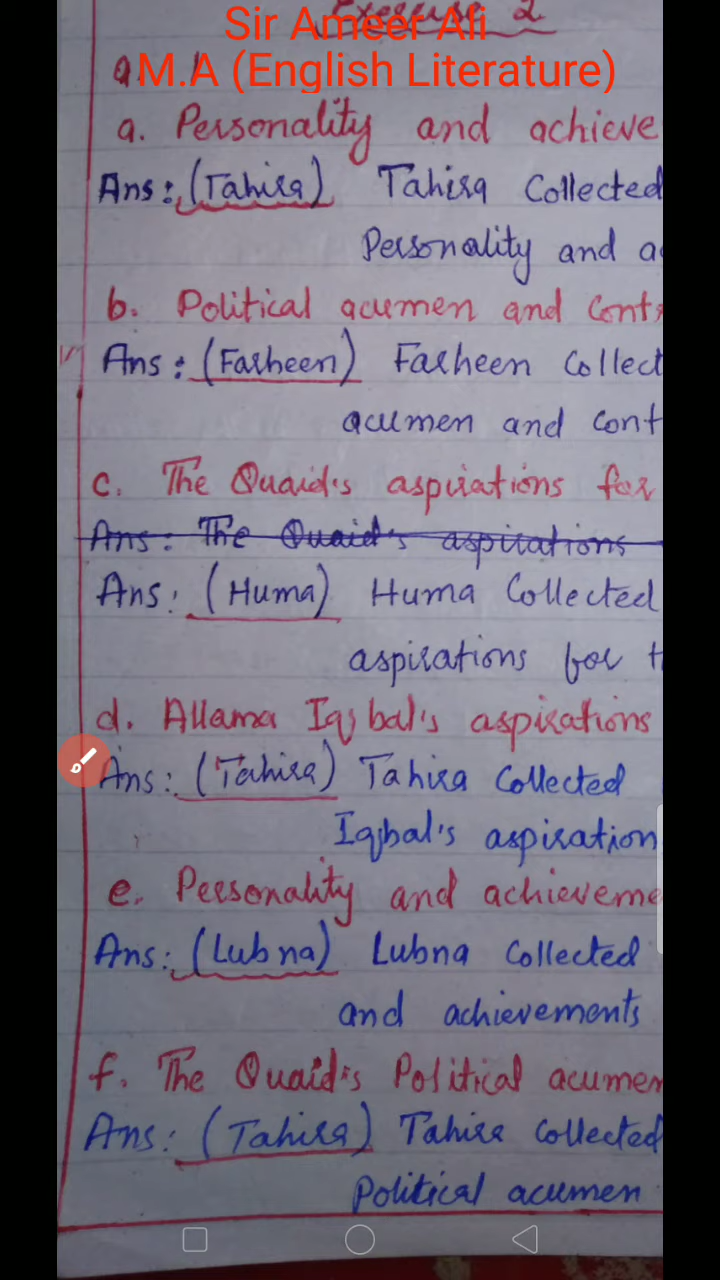 Exercise 2
Sir Ameer Ali
M.A (English Literature)
a. Personality and achieve
Ans: (Tahira) Tahira Collected
Personality and a
b. Political acumen and Cont
Ans: (Farheen) Farheen Collect
acumen and cont
c. The Quaid's aspirations for
Ans: The Quaid's aspirations
Ans: (Huma) Huma Collected
aspirations for t
d. Allama Iqbal's aspirations
Ans: (Tahira) Tahira Collected
Iqbal's aspiration
e. Personality and achieveme
Ans: (Lubna) Lubna Collected
and achievements
f. The Quaid's Political acumen
Ans: (Tahira) Tahira Collected
Political acumen